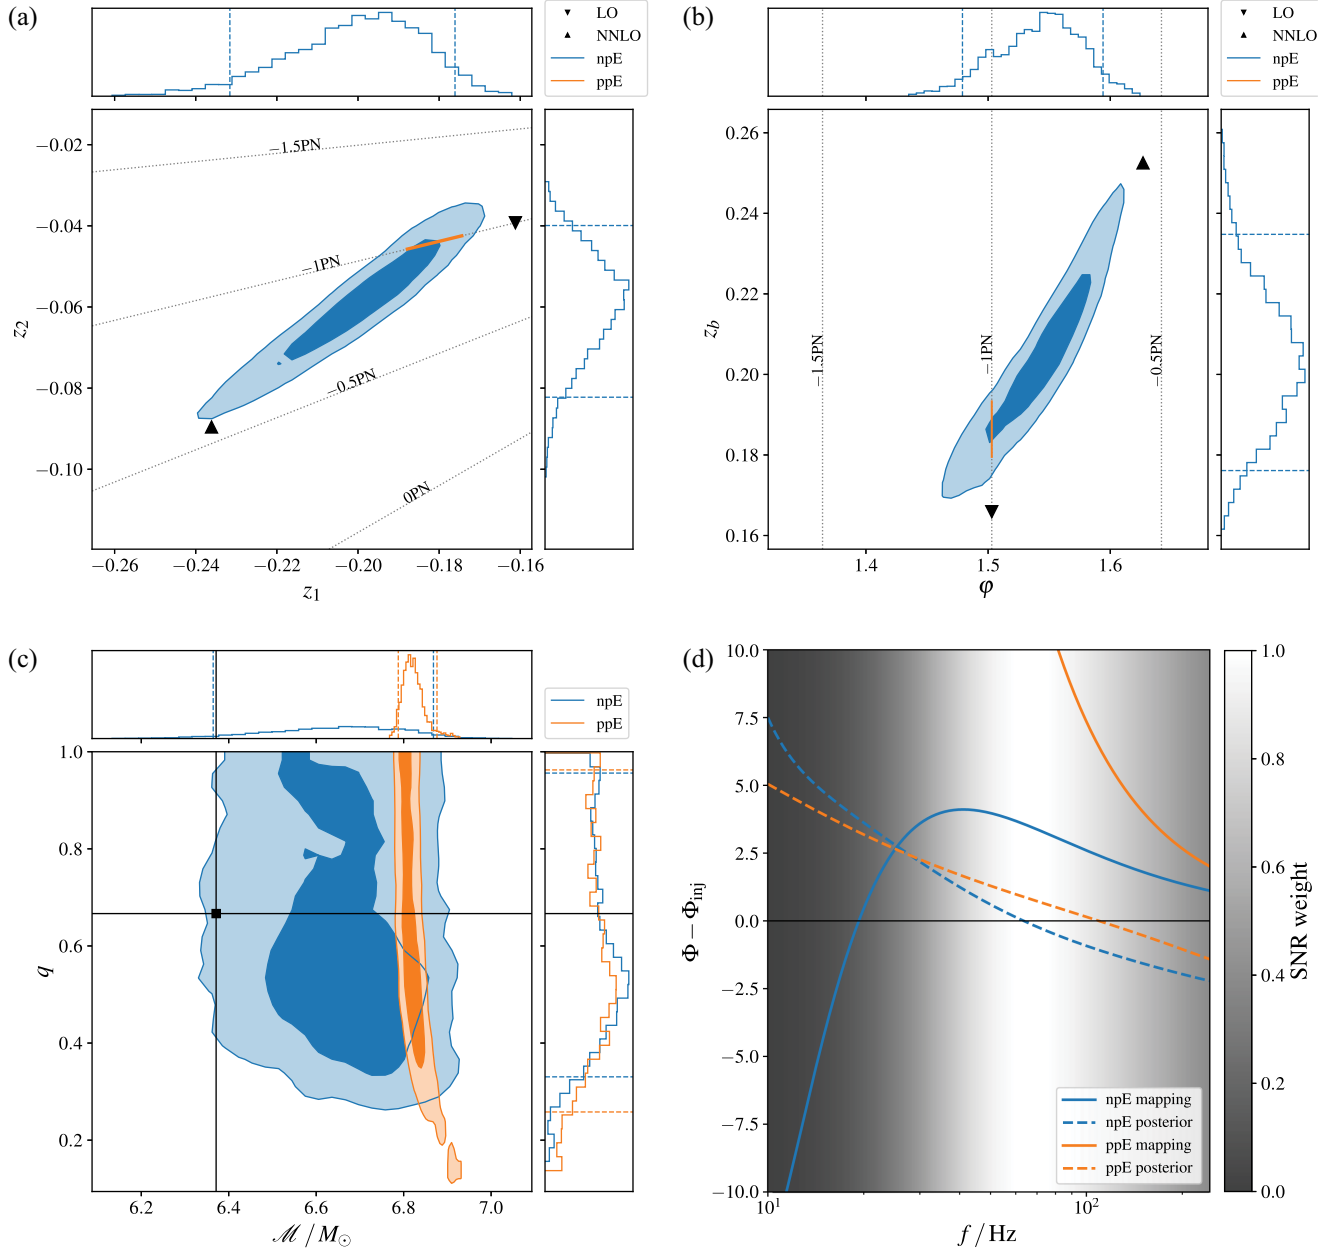 (a)
LO
NNLO
npE
ppE
−0.02
−0.04
−0.06
−0.08
−0.10
z2
−1.5PN
−1PN
−0.5PN
0PN
−0.26
−0.24
−0.22
−0.20
−0.18
−0.16
z1
(b)
LO
NNLO
npE
ppE
0.26
0.24
0.22
0.20
0.18
0.16
zb
−1.5PN
−1PN
−0.5PN
1.4
1.5
1.6
φ
(c)
npE
ppE
1.0
0.8
0.6
0.4
0.2
q
6.2
6.4
6.6
6.8
7.0
ℳ / M⊙
(d)
10.0
7.5
5.0
2.5
0.0
−2.5
−5.0
−7.5
−10.0
Φ − Φinj
npE mapping
npE posterior
ppE mapping
ppE posterior
10¹
10²
f / Hz
1.0
0.8
0.6
0.4
0.2
0.0
SNR weight